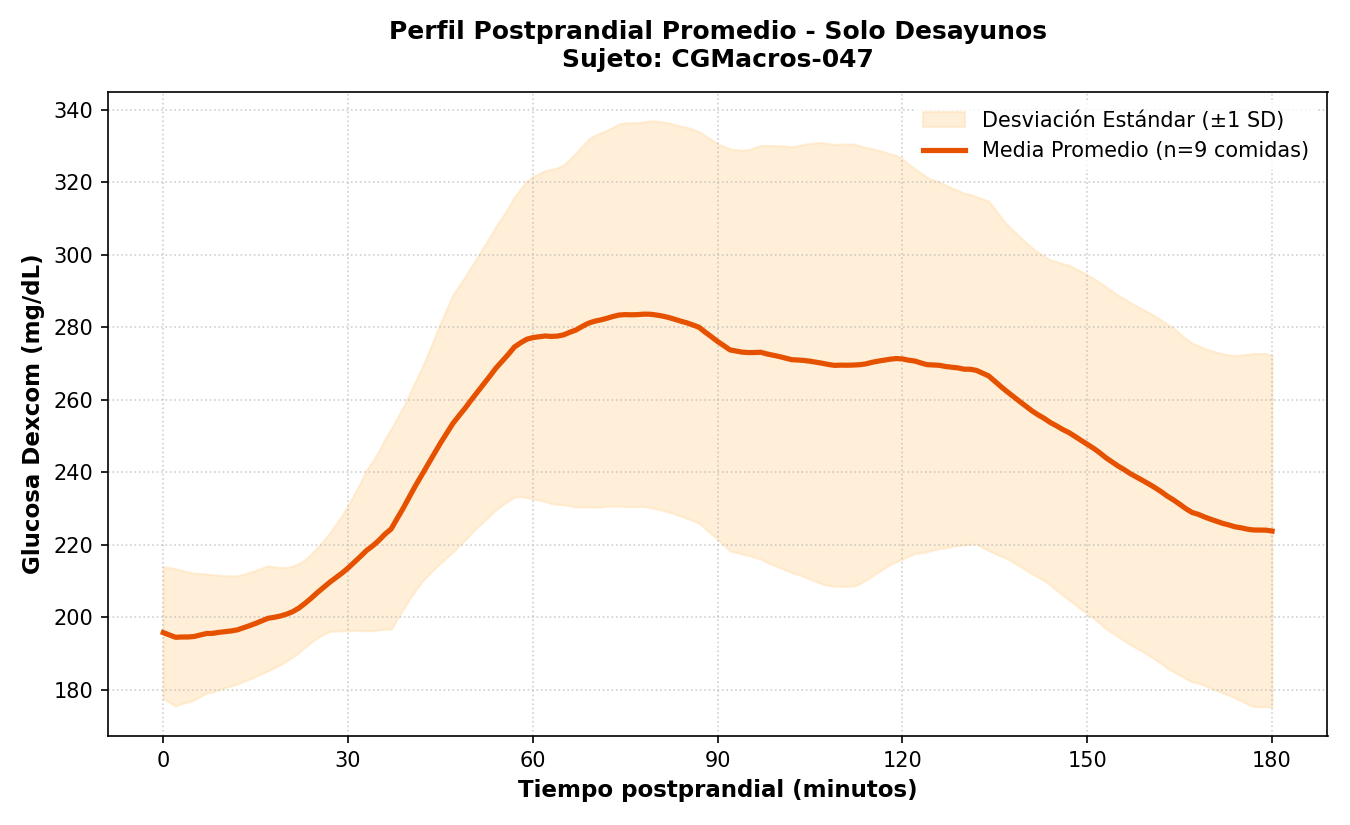 Perfil Postprandial Promedio - Solo Desayunos
Sujeto: CGMacros-047
Desviación Estándar (±1 SD)
Media Promedio (n=9 comidas)
Glucosa Dexcom (mg/dL)
340
320
300
280
260
240
220
200
180
0 30 60 90 120 150 180
Tiempo postprandial (minutos)